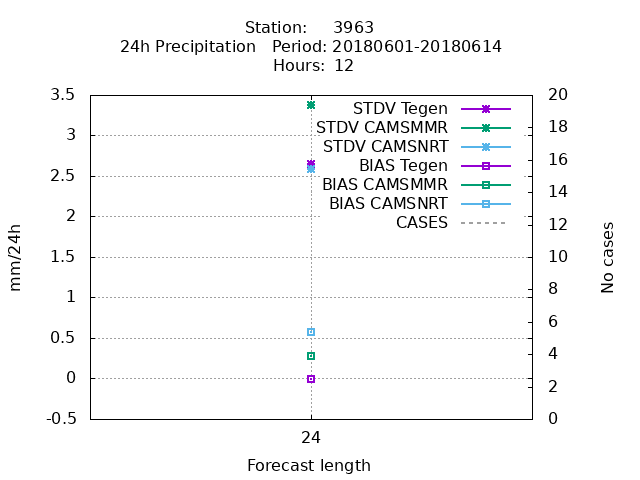 Station: 3963
24h Precipitation Period: 20180601-20180614
Hours: 12
3.5
3
2.5
2
1.5
1
0.5
0
-0.5
mm/24h
STDV Tegen
STDV CAMSMMR
STDV CAMSNRT
BIAS Tegen
BIAS CAMSMMR
BIAS CAMSNRT
CASES
20
18
16
14
12
10
8
6
4
2
0
No cases
24
Forecast length